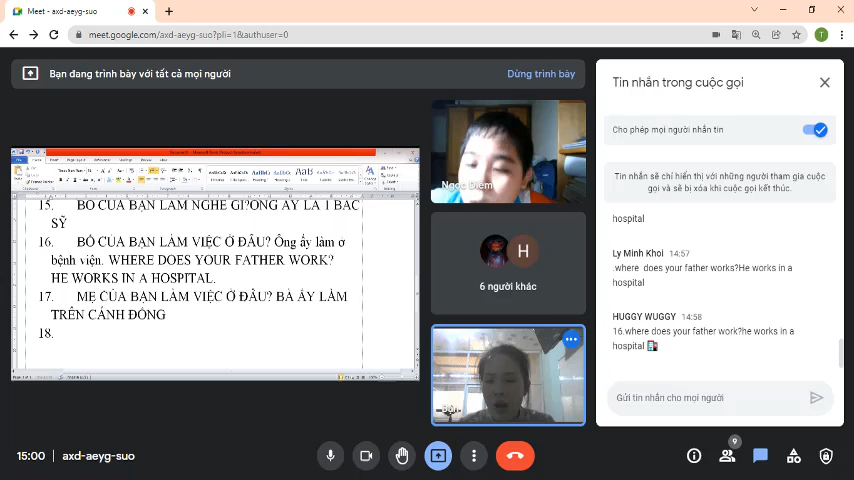 Meet - axd-aeyg-suo
meet.google.com/axd-aeyg-suo?pli=1&authuser=0
T
Bạn đang trình bày với tất cả mọi người
Dừng trình bày
15. BỐ CỦA BẠN LÀM NGHỀ GÌ?ÔNG ẤY LÀ 1 BÁC
SỸ
16. BỐ CỦA BẠN LÀM VIỆC Ở ĐÂU? Ông ấy làm ở
bệnh viện. WHERE DOES YOUR FATHER WORK?
HE WORKS IN A HOSPITAL.
17. MẸ CỦA BẠN LÀM VIỆC Ở ĐÂU? BÀ ẤY LÀM
TRÊN CÁNH ĐỒNG
18.
Ngọc Diễm
H
6 người khác
Bạn
Tin nhắn trong cuộc gọi
Cho phép mọi người nhắn tin
Tin nhắn sẽ chỉ hiển thị với những người tham gia cuộc
gọi và sẽ bị xóa khi cuộc gọi kết thúc.
hospital
Ly Minh Khoi 14:57
.where does your father works?He works in a
hospital
HUGGY WUGGY 14:58
16.where does your father work?he works in a
hospital
Gửi tin nhắn cho mọi người
15:00 | axd-aeyg-suo
9